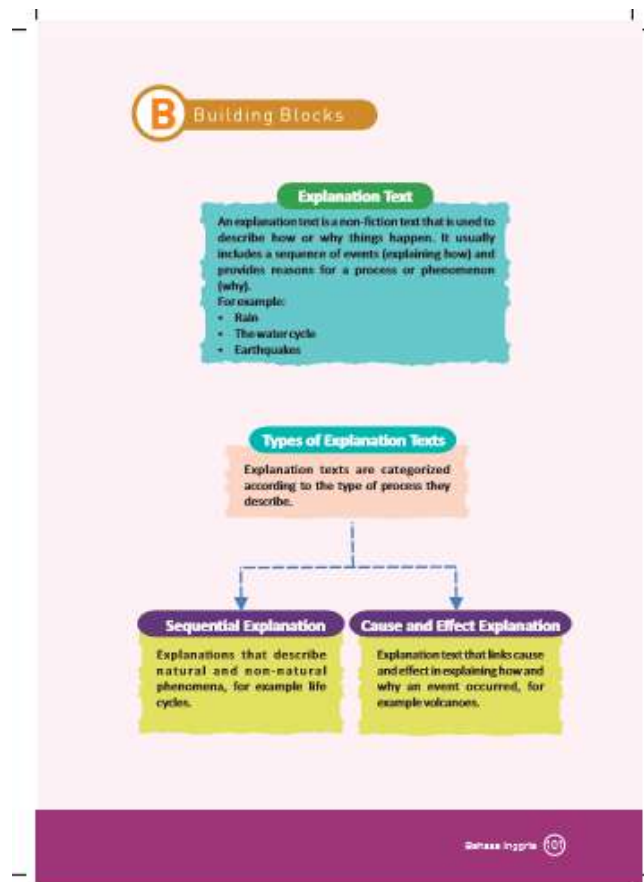 B Building Blocks
Explanation Text
An explanation text is a non-fiction text that is used to
describe how or why things happen. It usually
includes a sequence of events (explaining how) and
provides reasons for a process or phenomenon
(why).
For example:
• Rain
• The water cycle
• Earthquakes
Types of Explanation Texts
Explanation texts are categorized
according to the type of process they
describe.
Sequential Explanation
Explanations that describe
natural and non-natural
phenomena, for example life
cycles.
Cause and Effect Explanation
Explanation text that links cause
and effect in explaining how and
why an event occurred, for
example volcanoes.
Bahasa Inggris 101